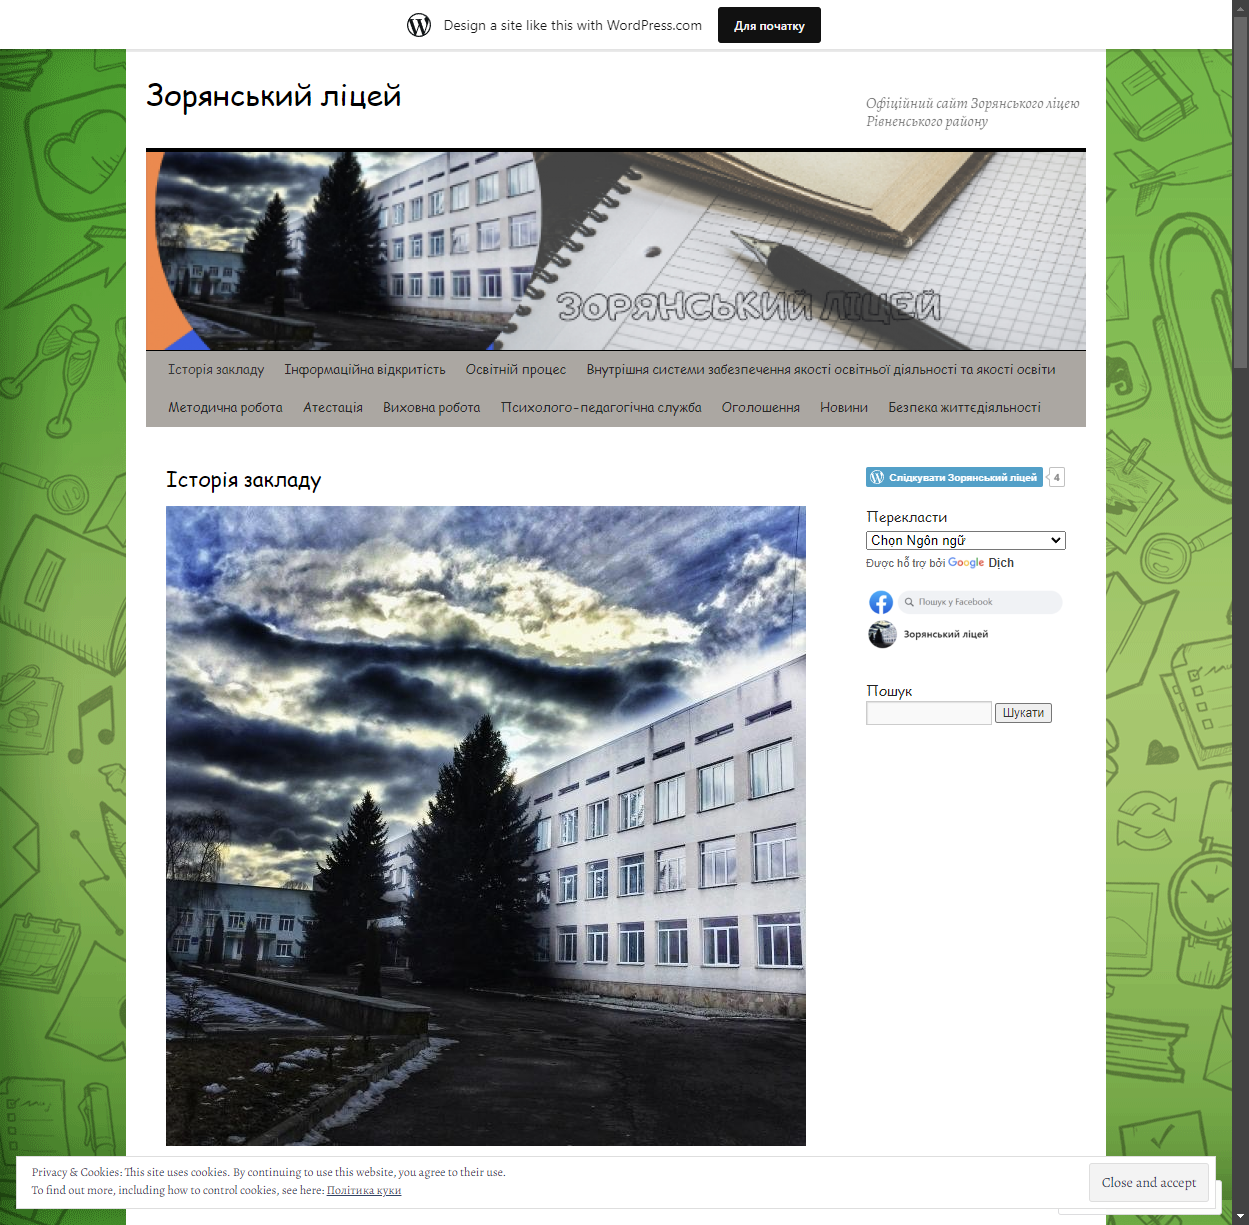 Design a site like this with WordPress.com
Для початку
Зорянський ліцей
Офіційний сайт Зорянського ліцею
Рівненського району
ЗОРЯНСЬКИЙ ЛІЦЕЙ
Історія закладу Інформаційна відкритість Освітній процес Внутрішня системи забезпечення якості освітньої діяльності та якості освіти
Методична робота Атестація Виховна робота Психолого-педагогічна служба Оголошення Новини Безпека життєдіяльності
Історія закладу
Слідкувати Зорянський ліцей 4
Перекласти
Chọn Ngôn ngữ
Được hỗ trợ bởi Google Dịch
Пошук у Facebook
Зорянський ліцей
Пошук
Шукати
Privacy & Cookies: This site uses cookies. By continuing to use this website, you agree to their use.
To find out more, including how to control cookies, see here: Політика куки
Close and accept